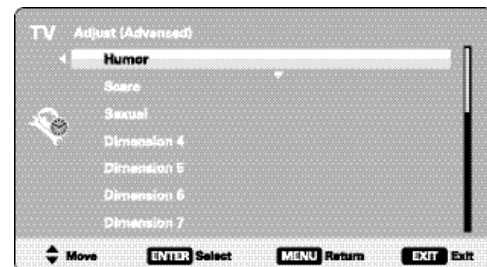 TV Adjust (Advanced)
Humor
Scare
Sexual
Dimension 4
Dimension 5
Dimension 6
Dimension 7
Move ENTER Select MENU Return EXIT Exit